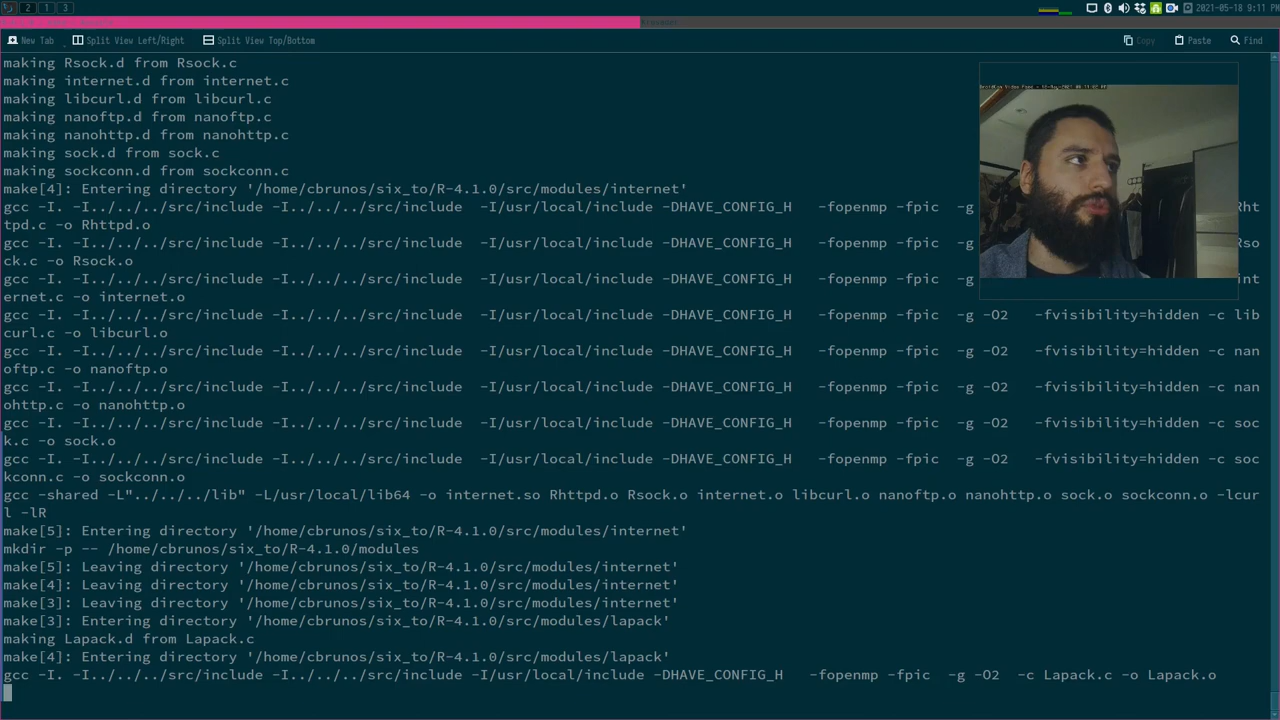 2 1 3
2021-05-18 9:11 PM
New Tab Split View Left/Right Split View Top/Bottom Copy Paste Find
making Rsock.d from Rsock.c
making internet.d from internet.c
making libcurl.d from libcurl.c
making nanoftp.d from nanoftp.c
making nanohttp.d from nanohttp.c
making sock.d from sock.c
making sockconn.d from sockconn.c
make[4]: Entering directory '/home/cbrunos/six_to/R-4.1.0/src/modules/internet'
gcc -I. -I../../../src/include -I../../../src/include -I/usr/local/include -DHAVE_CONFIG_H -fopenmp -fpic -g Rht
tpd.c -o Rhttpd.o
gcc -I. -I../../../src/include -I../../../src/include -I/usr/local/include -DHAVE_CONFIG_H -fopenmp -fpic -g Rso
ck.c -o Rsock.o
gcc -I. -I../../../src/include -I../../../src/include -I/usr/local/include -DHAVE_CONFIG_H -fopenmp -fpic -g int
ernet.c -o internet.o
gcc -I. -I../../../src/include -I../../../src/include -I/usr/local/include -DHAVE_CONFIG_H -fopenmp -fpic -g -O2 -fvisibility=hidden -c lib
curl.c -o libcurl.o
gcc -I. -I../../../src/include -I../../../src/include -I/usr/local/include -DHAVE_CONFIG_H -fopenmp -fpic -g -O2 -fvisibility=hidden -c nan
oftp.c -o nanoftp.o
gcc -I. -I../../../src/include -I../../../src/include -I/usr/local/include -DHAVE_CONFIG_H -fopenmp -fpic -g -O2 -fvisibility=hidden -c nan
ohttp.c -o nanohttp.o
gcc -I. -I../../../src/include -I../../../src/include -I/usr/local/include -DHAVE_CONFIG_H -fopenmp -fpic -g -O2 -fvisibility=hidden -c soc
k.c -o sock.o
gcc -I. -I../../../src/include -I../../../src/include -I/usr/local/include -DHAVE_CONFIG_H -fopenmp -fpic -g -O2 -fvisibility=hidden -c soc
kconn.c -o sockconn.o
gcc -shared -L"../../../lib" -L/usr/local/lib64 -o internet.so Rhttpd.o Rsock.o internet.o libcurl.o nanoftp.o nanohttp.o sock.o sockconn.o -lcur
l -lR
make[5]: Entering directory '/home/cbrunos/six_to/R-4.1.0/src/modules/internet'
mkdir -p -- /home/cbrunos/six_to/R-4.1.0/modules
make[5]: Leaving directory '/home/cbrunos/six_to/R-4.1.0/src/modules/internet'
make[4]: Leaving directory '/home/cbrunos/six_to/R-4.1.0/src/modules/internet'
make[3]: Leaving directory '/home/cbrunos/six_to/R-4.1.0/src/modules/internet'
make[3]: Entering directory '/home/cbrunos/six_to/R-4.1.0/src/modules/lapack'
making Lapack.d from Lapack.c
make[4]: Entering directory '/home/cbrunos/six_to/R-4.1.0/src/modules/lapack'
gcc -I. -I../../../src/include -I../../../src/include -I/usr/local/include -DHAVE_CONFIG_H -fopenmp -fpic -g -O2 -c Lapack.c -o Lapack.o